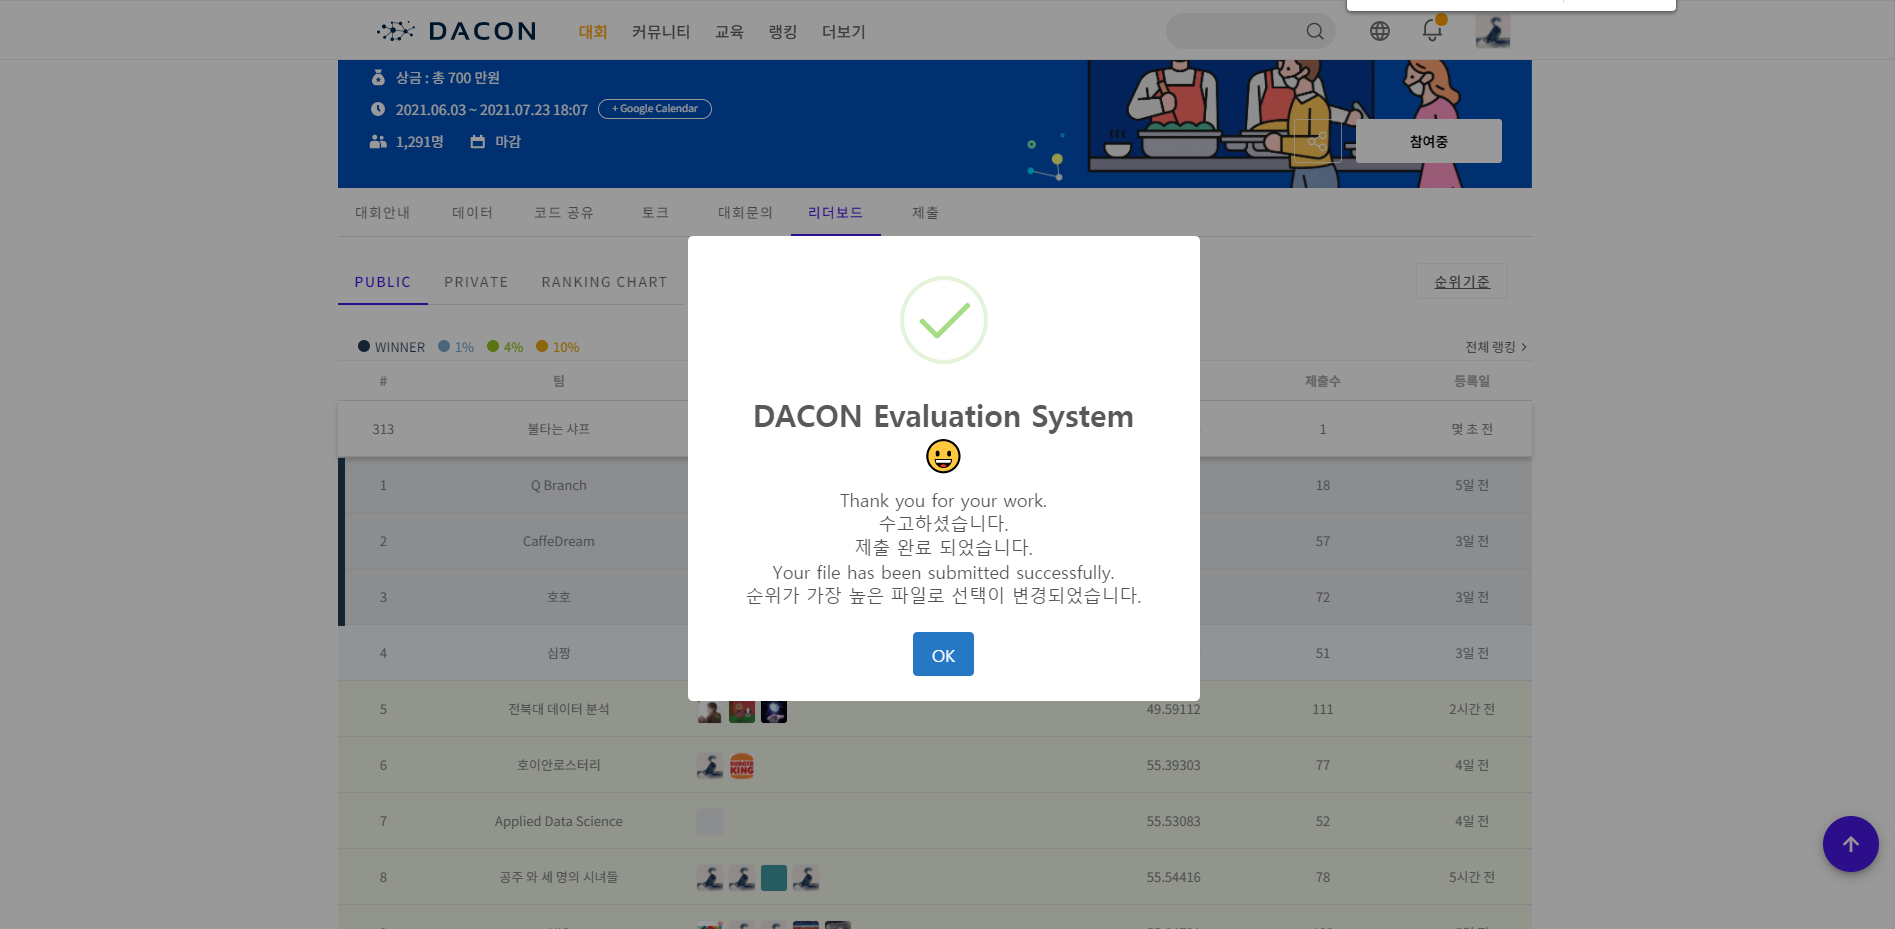 DACON
대회 커뮤니티 교육 랭킹 더보기
상금 : 총 700 만원
2021.06.03 ~ 2021.07.23 18:07 + Google Calendar
1,291명 마감
참여중
대회안내 데이터 코드 공유 토크 대회문의 리더보드 제출
PUBLIC PRIVATE RANKING CHART 순위기준
WINNER 1% 4% 10% 전체 랭킹 >
# 팀 제출수 등록일
313 불타는 샤프 1 몇 초 전
1 Q Branch 18 5일 전
2 CaffeDream 57 3일 전
3 호호 72 3일 전
4 심짱 51 3일 전
5 전북대 데이터 분석 49.59112 111 2시간 전
6 호이안로스터리 BURGER KING 55.39303 77 4일 전
7 Applied Data Science 55.53083 52 4일 전
8 공주 와 세 명의 시녀들 55.54416 78 5시간 전
DACON Evaluation System
Thank you for your work.
수고하셨습니다.
제출 완료 되었습니다.
Your file has been submitted successfully.
순위가 가장 높은 파일로 선택이 변경되었습니다.
OK